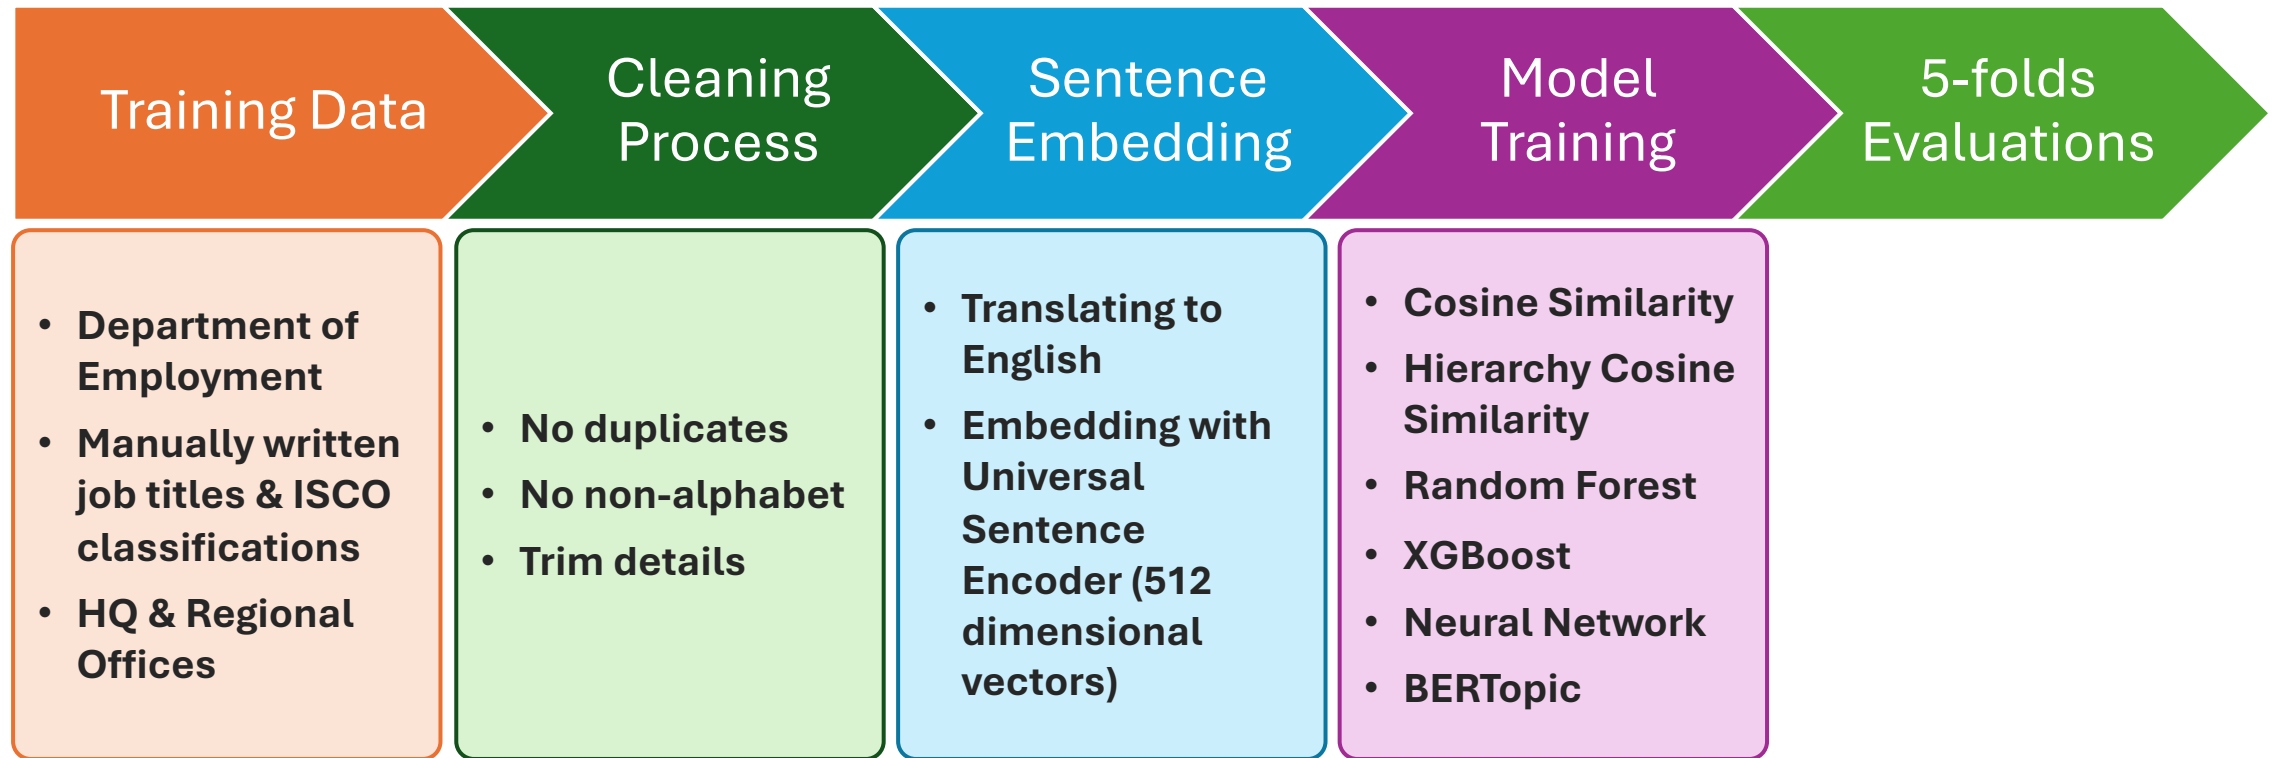 Training Data
Cleaning
Process
Sentence
Embedding
Model
Training
5-folds
Evaluations
• Department of
Employment
• Manually written
job titles & ISCO
classifications
• HQ & Regional
Offices
• No duplicates
• No non-alphabet
• Trim details
• Translating to
English
• Embedding with
Universal
Sentence
Encoder (512
dimensional
vectors)
• Cosine Similarity
• Hierarchy Cosine
Similarity
• Random Forest
• XGBoost
• Neural Network
• BERTopic